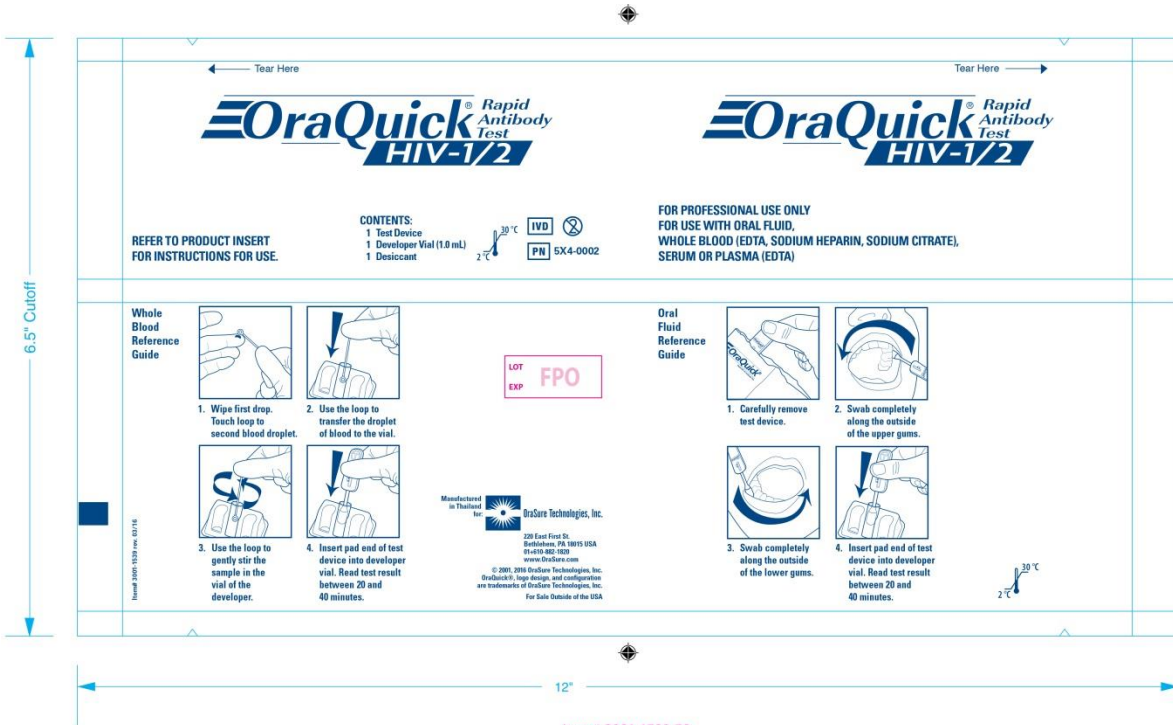 Tear Here
Tear Here
OraQuick® Rapid
Antibody
Test
HIV-1/2
OraQuick® Rapid
Antibody
Test
HIV-1/2
REFER TO PRODUCT INSERT
FOR INSTRUCTIONS FOR USE.
CONTENTS:
1 Test Device
1 Developer Vial (1.0 mL)
1 Desiccant
30 °C
2 °C
IVD
2
PN 5X4-0002
FOR PROFESSIONAL USE ONLY
FOR USE WITH ORAL FLUID,
WHOLE BLOOD (EDTA, SODIUM HEPARIN, SODIUM CITRATE),
SERUM OR PLASMA (EDTA)
6.5" Cutoff
Whole
Blood
Reference
Guide
1. Wipe first drop.
Touch loop to
second blood droplet.
2. Use the loop to
transfer the droplet
of blood to the vial.
3. Use the loop to
gently stir the
sample in the
vial of the
developer.
4. Insert pad end of test
device into developer
vial. Read test result
between 20 and
40 minutes.
Item# 3001-1539 rev. 03/16
LOT
EXP
FPO
Manufactured
in Thailand
for:
OraSure Technologies, Inc.
220 East First St.
Bethlehem, PA 18015 USA
01+610-882-1820
www.OraSure.com
© 2001, 2016 OraSure Technologies, Inc.
OraQuick®, logo design, and configuration
are trademarks of OraSure Technologies, Inc.
For Sale Outside of the USA
Oral
Fluid
Reference
Guide
OraQuick®
1. Carefully remove
test device.
2. Swab completely
along the outside
of the upper gums.
3. Swab completely
along the outside
of the lower gums.
4. Insert pad end of test
device into developer
vial. Read test result
between 20 and
40 minutes.
30 °C
2 °C
12"